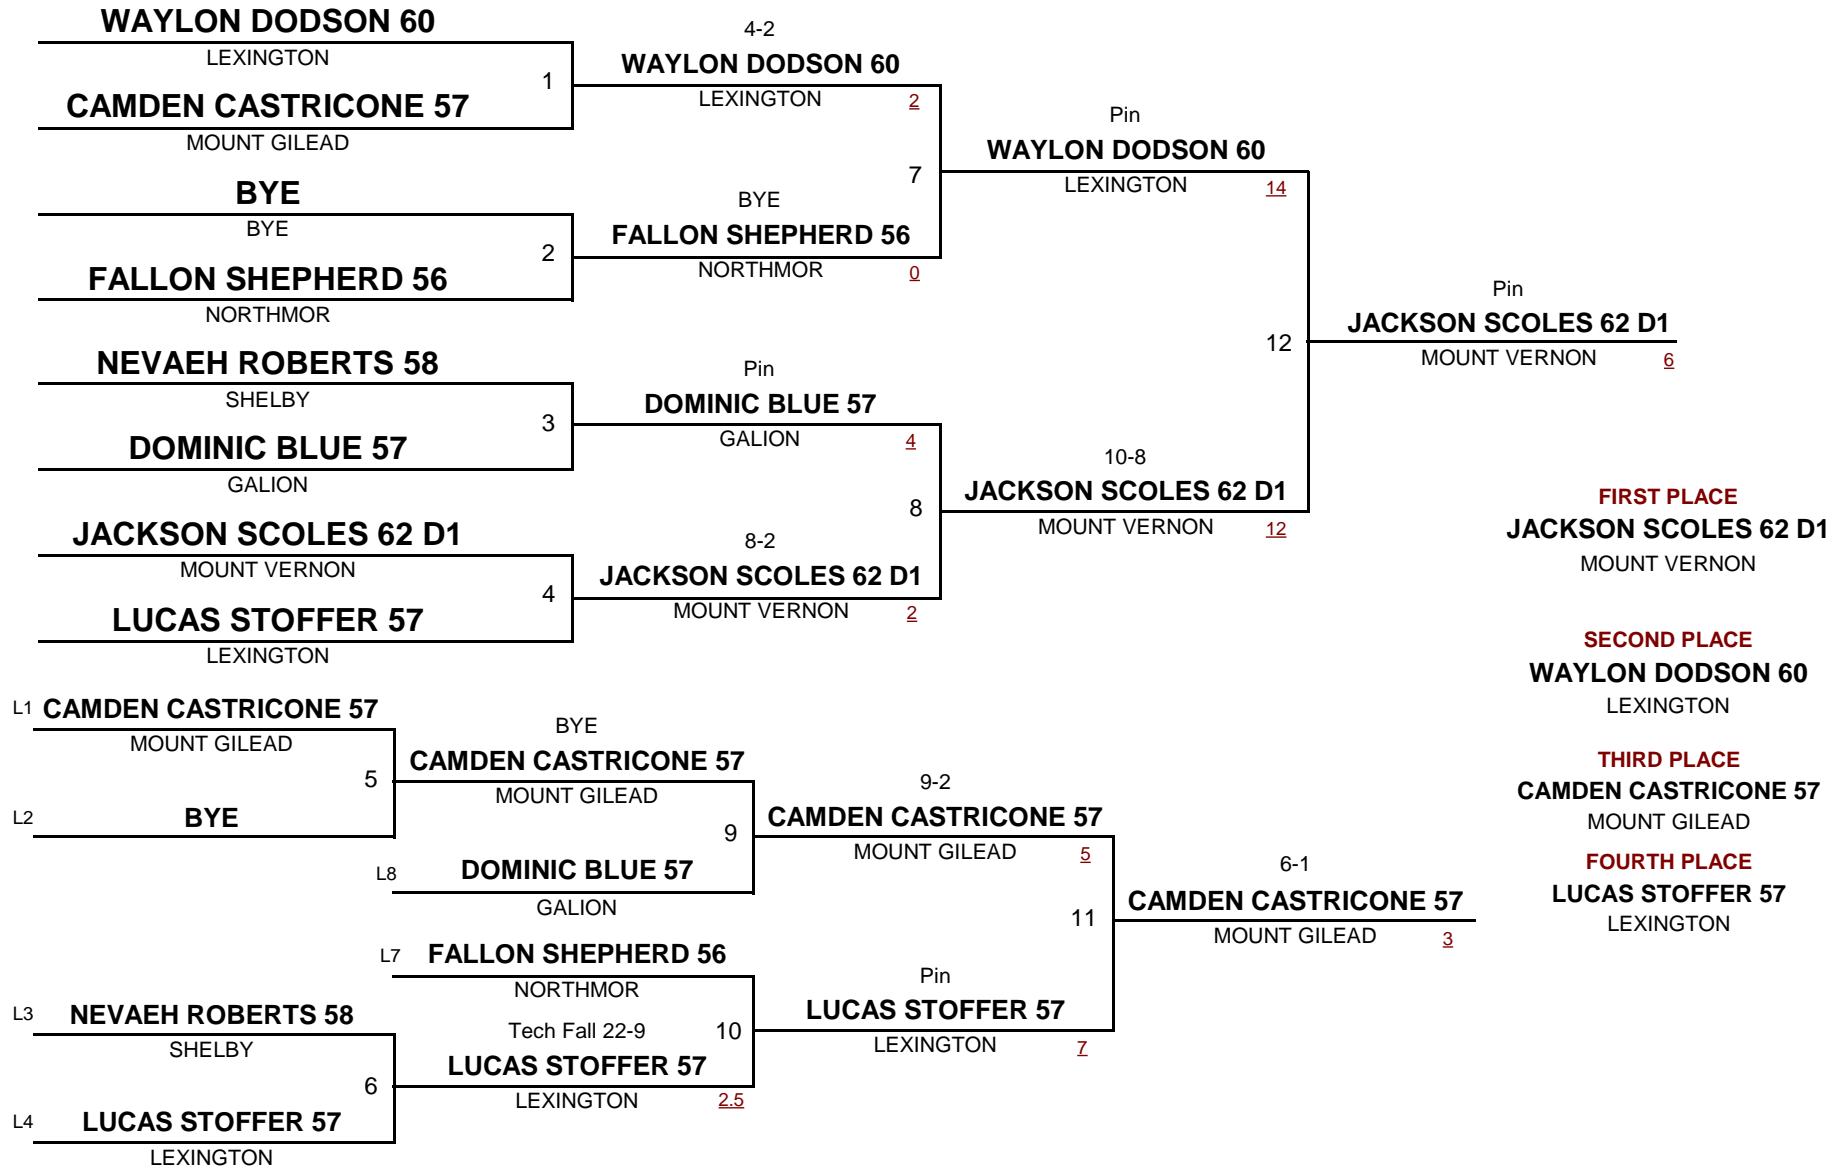 WAYLON DODSON 60
LEXINGTON
1
CAMDEN CASTRICONE 57
MOUNT GILEAD
BYE
BYE
2
FALLON SHEPHERD 56
NORTHMOR
NEVAEH ROBERTS 58
SHELBY
3
DOMINIC BLUE 57
GALION
JACKSON SCOLES 62 D1
MOUNT VERNON
4
LUCAS STOFFER 57
LEXINGTON
4-2
WAYLON DODSON 60
LEXINGTON 2
7
BYE
FALLON SHEPHERD 56
NORTHMOR 0
Pin
DOMINIC BLUE 57
GALION 4
8
8-2
JACKSON SCOLES 62 D1
MOUNT VERNON 2
Pin
WAYLON DODSON 60
LEXINGTON 14
12
10-8
JACKSON SCOLES 62 D1
MOUNT VERNON 12
Pin
JACKSON SCOLES 62 D1
MOUNT VERNON 6
FIRST PLACE
JACKSON SCOLES 62 D1
MOUNT VERNON
SECOND PLACE
WAYLON DODSON 60
LEXINGTON
THIRD PLACE
CAMDEN CASTRICONE 57
MOUNT GILEAD
FOURTH PLACE
LUCAS STOFFER 57
LEXINGTON
L1 CAMDEN CASTRICONE 57
MOUNT GILEAD
5
L2 BYE
L3 NEVAEH ROBERTS 58
SHELBY
6
L4 LUCAS STOFFER 57
LEXINGTON
BYE
CAMDEN CASTRICONE 57
MOUNT GILEAD
9
L8 DOMINIC BLUE 57
GALION
L7 FALLON SHEPHERD 56
NORTHMOR
Tech Fall 22-9
10
LUCAS STOFFER 57
LEXINGTON 2.5
9-2
CAMDEN CASTRICONE 57
MOUNT GILEAD 5
11
Pin
LUCAS STOFFER 57
LEXINGTON 7
6-1
CAMDEN CASTRICONE 57
MOUNT GILEAD 3